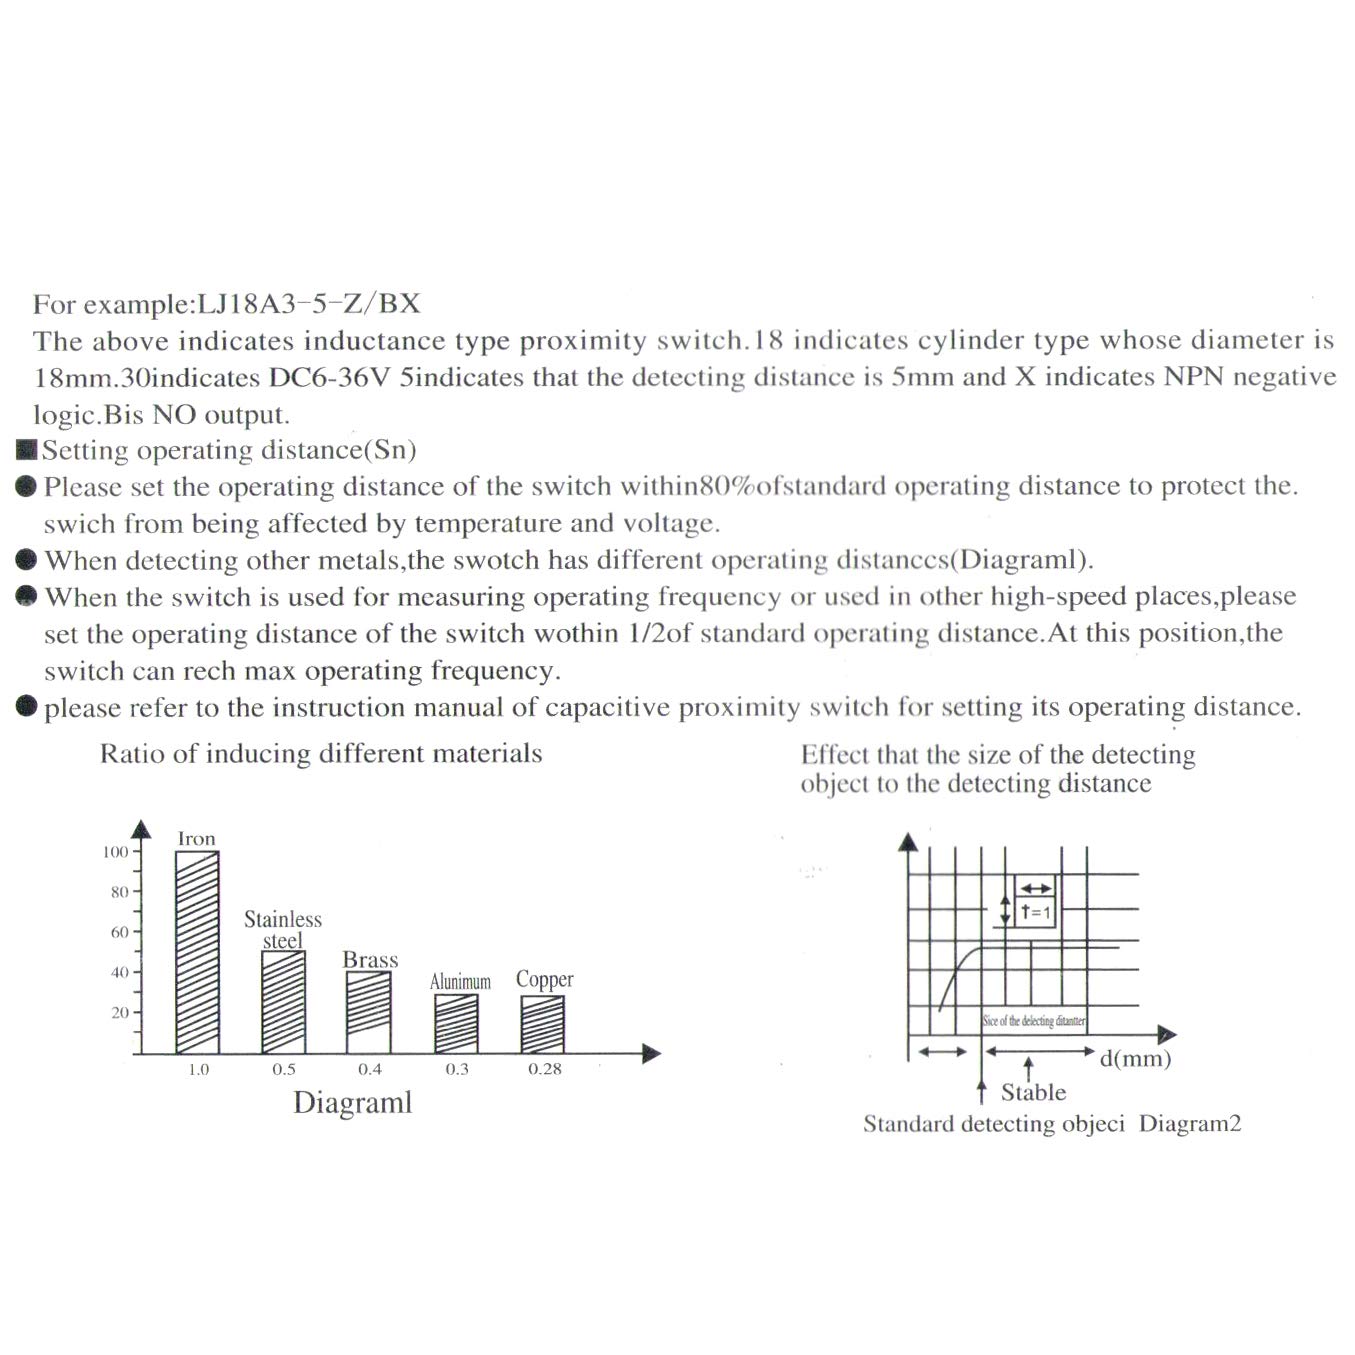 For example:LJ18A3-5-Z/BX
The above indicates inductance type proximity switch.18 indicates cylinder type whose diameter is
18mm.30indicates DC6-36V 5indicates that the detecting distance is 5mm and X indicates NPN negative
logic.Bis NO output.
■Setting operating distance(Sn)
●Please set the operating distance of the switch within80%ofstandard operating distance to protect the.
swich from being affected by temperature and voltage.
●When detecting other metals,the swotch has different operating distanccs(Diagraml).
●When the switch is used for measuring operating frequency or used in other high-speed places,please
set the operating distance of the switch wothin 1/2of standard operating distance.At this position,the
switch can rech max operating frequency.
●please refer to the instruction manual of capacitive proximity switch for setting its operating distance.
Ratio of inducing different materials
100
80
60
40
20
Iron
Stainless
steel
Brass
Alunimum
Copper
1.0 0.5 0.4 0.3 0.28
Diagraml
Effect that the size of the detecting
object to the detecting distance
t=1
Sice of the delecting ditantter
d(mm)
Stable
Standard detecting objeci Diagram2